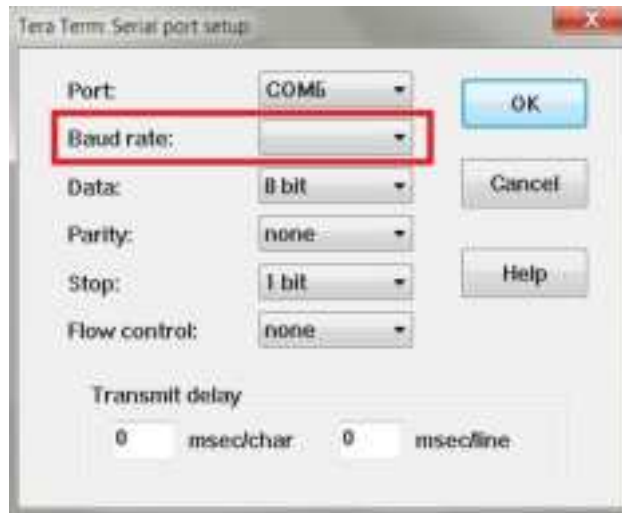 Tera Term: Serial port setup
Port: COM6
Baud rate:
Data: 8 bit
Parity: none
Stop: 1 bit
Flow control: none
OK
Cancel
Help
Transmit delay
0 msec/char 0 msec/line